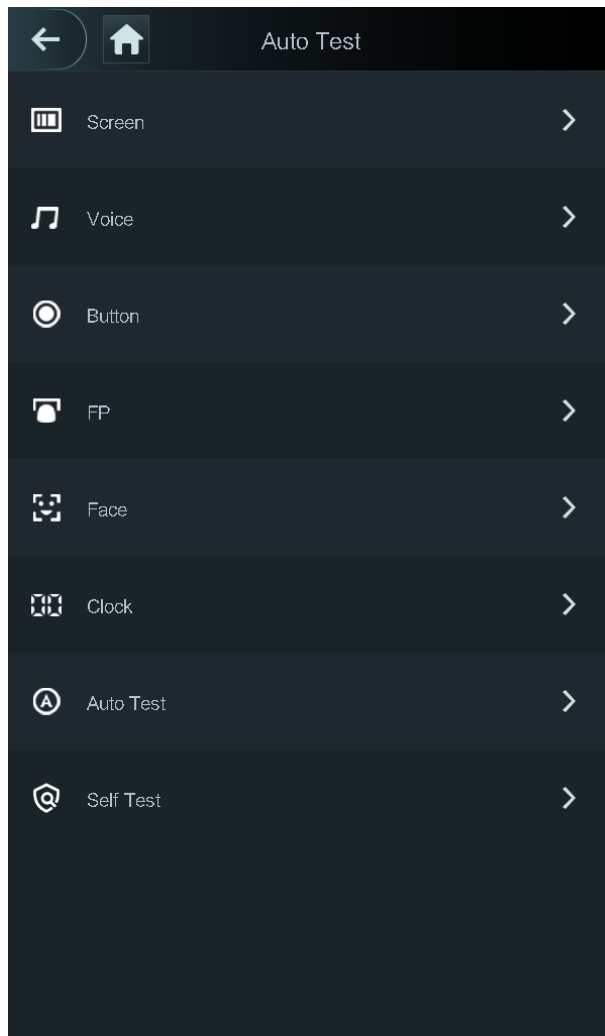 Auto Test
Screen
Voice
Button
FP
Face
Clock
Auto Test
Self Test